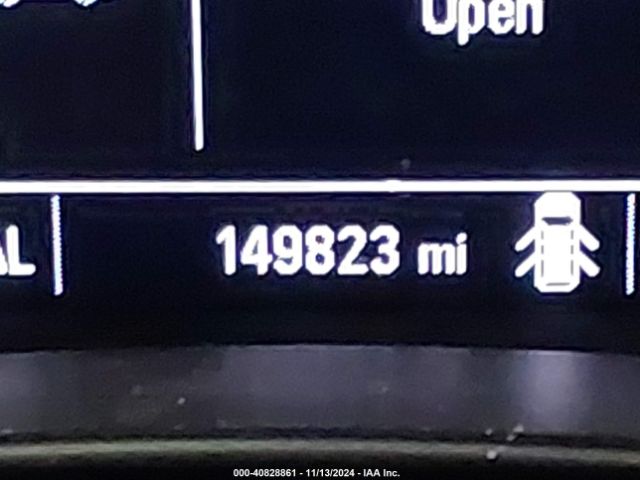 Open
AL
149823 mi
000-40828861 - 11/13/2024 - IAA Inc.